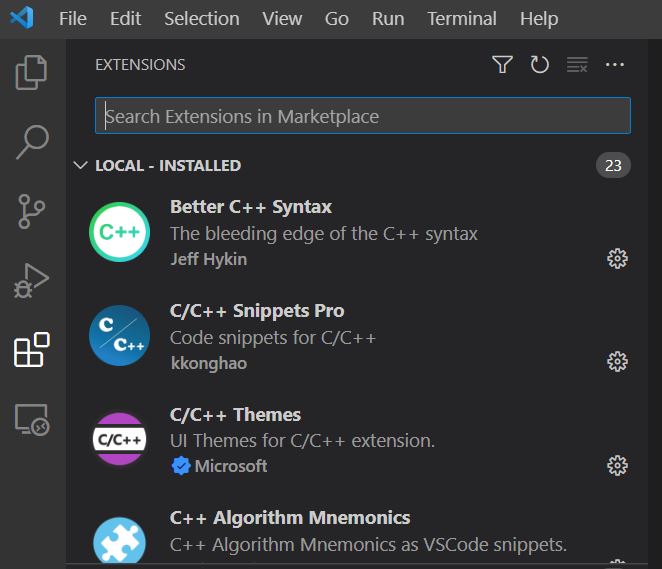 File Edit Selection View Go Run Terminal Help
EXTENSIONS
Search Extensions in Marketplace
LOCAL - INSTALLED 23
C++
Better C++ Syntax
The bleeding edge of the C++ syntax
Jeff Hykin
C
C++
C/C++ Snippets Pro
Code snippets for C/C++
kkonghao
C/C++
C/C++ Themes
UI Themes for C/C++ extension.
Microsoft
C++ Algorithm Mnemonics
C++ Algorithm Mnemonics as VSCode snippets.